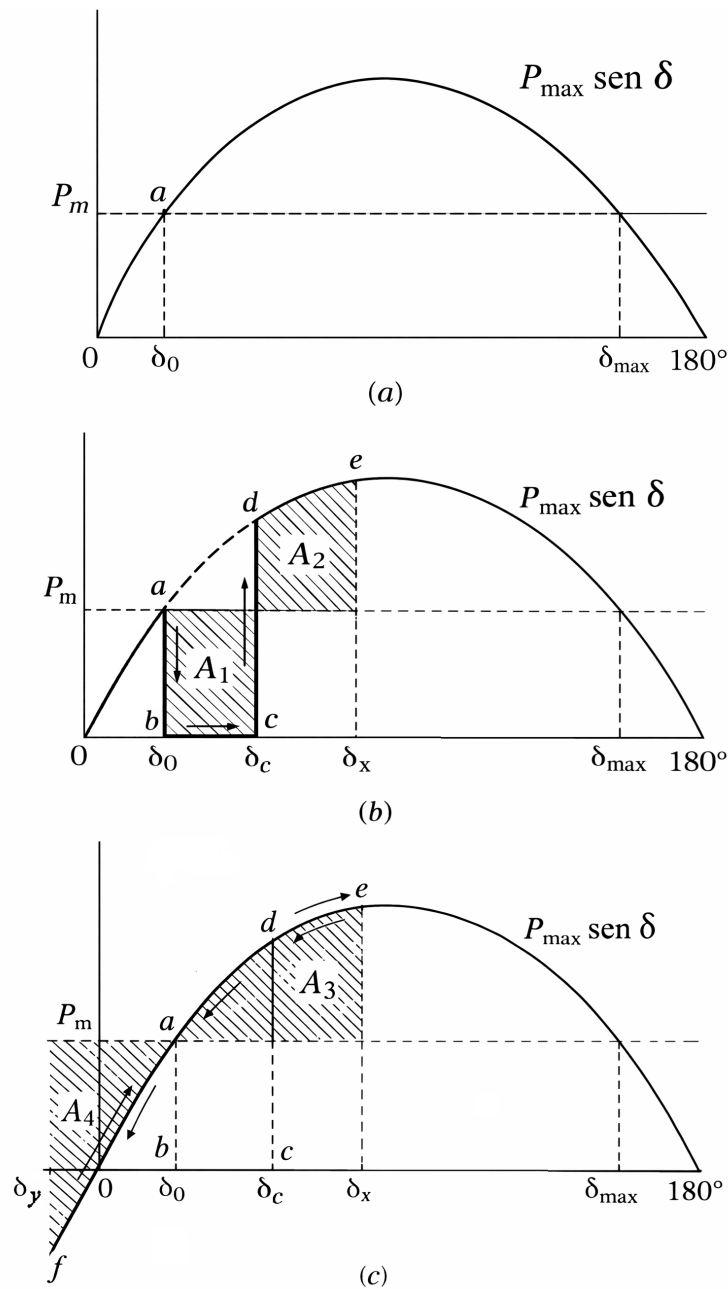 P_max sen δ
a
P_m
0 δ_0 δ_max 180°
(a)
e
d
P_max sen δ
A_2
a
P_m
A_1
b c
0 δ_0 δ_c δ_x δ_max 180°
(b)
e
d
P_max sen δ
A_3
P_m a
A_4
b c
δ_y 0 δ_0 δ_c δ_x δ_max 180°
f
(c)